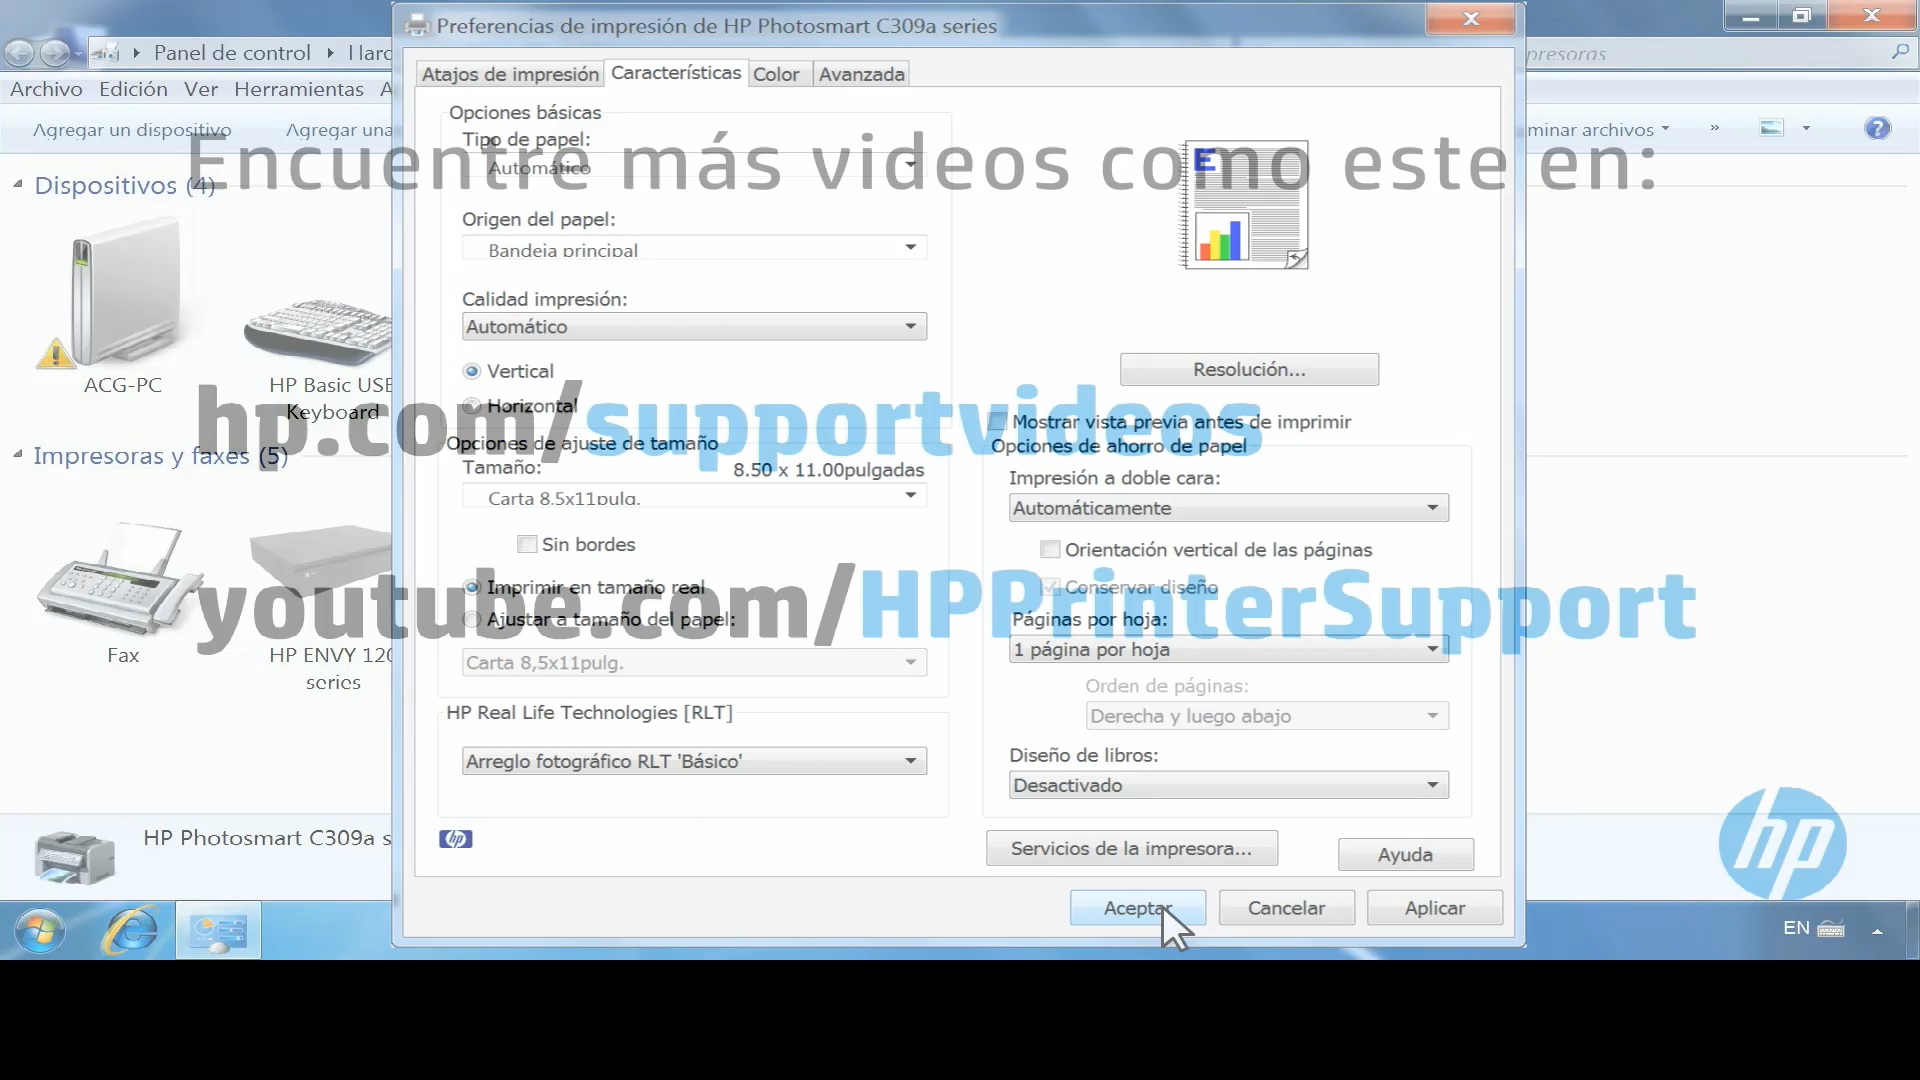 Preferencias de impresión de HP Photosmart C309a series
Panel de control
presoras
Archivo Edición Ver Herramientas A
Agregar un dispositivo Agregar una
minar archivos »
Dispositivos (4)
ACG-PC
HP Basic USB
Keyboard
Impresoras y faxes (5)
Fax
HP ENVY 120
series
HP Photosmart C309a s
Atajos de impresión Características Color Avanzada
Opciones básicas
Tipo de papel:
Automático
Encuentre más videos como este en:
Origen del papel:
Bandeja principal
Calidad impresión:
Automático
Vertical
Horizontal
hp.com/supportvideos
Opciones de ajuste de tamaño
Tamaño: 8.50 x 11.00pulgadas
Carta 8.5x11pulg.
Sin bordes
Imprimir en tamaño real
youtube.com/HPPrinterSupport
Ajustar a tamaño del papel:
Carta 8,5x11pulg.
HP Real Life Technologies [RLT]
Arreglo fotográfico RLT 'Básico'
hp
E
Resolución...
Mostrar vista previa antes de imprimir
Opciones de ahorro de papel
Impresión a doble cara:
Automáticamente
Orientación vertical de las páginas
Conservar diseño
Páginas por hoja:
1 página por hoja
Orden de páginas:
Derecha y luego abajo
Diseño de libros:
Desactivado
Servicios de la impresora...
Ayuda
Aceptar Cancelar Aplicar
hp
EN